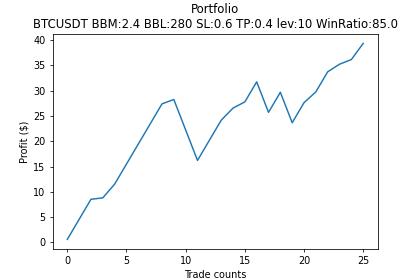 Portfolio
BTCUSDT BBM:2.4 BBL:280 SL:0.6 TP:0.4 lev:10 WinRatio:85.0
40
35
30
25
20
15
10
5
0
Profit ($)
0 5 10 15 20 25
Trade counts